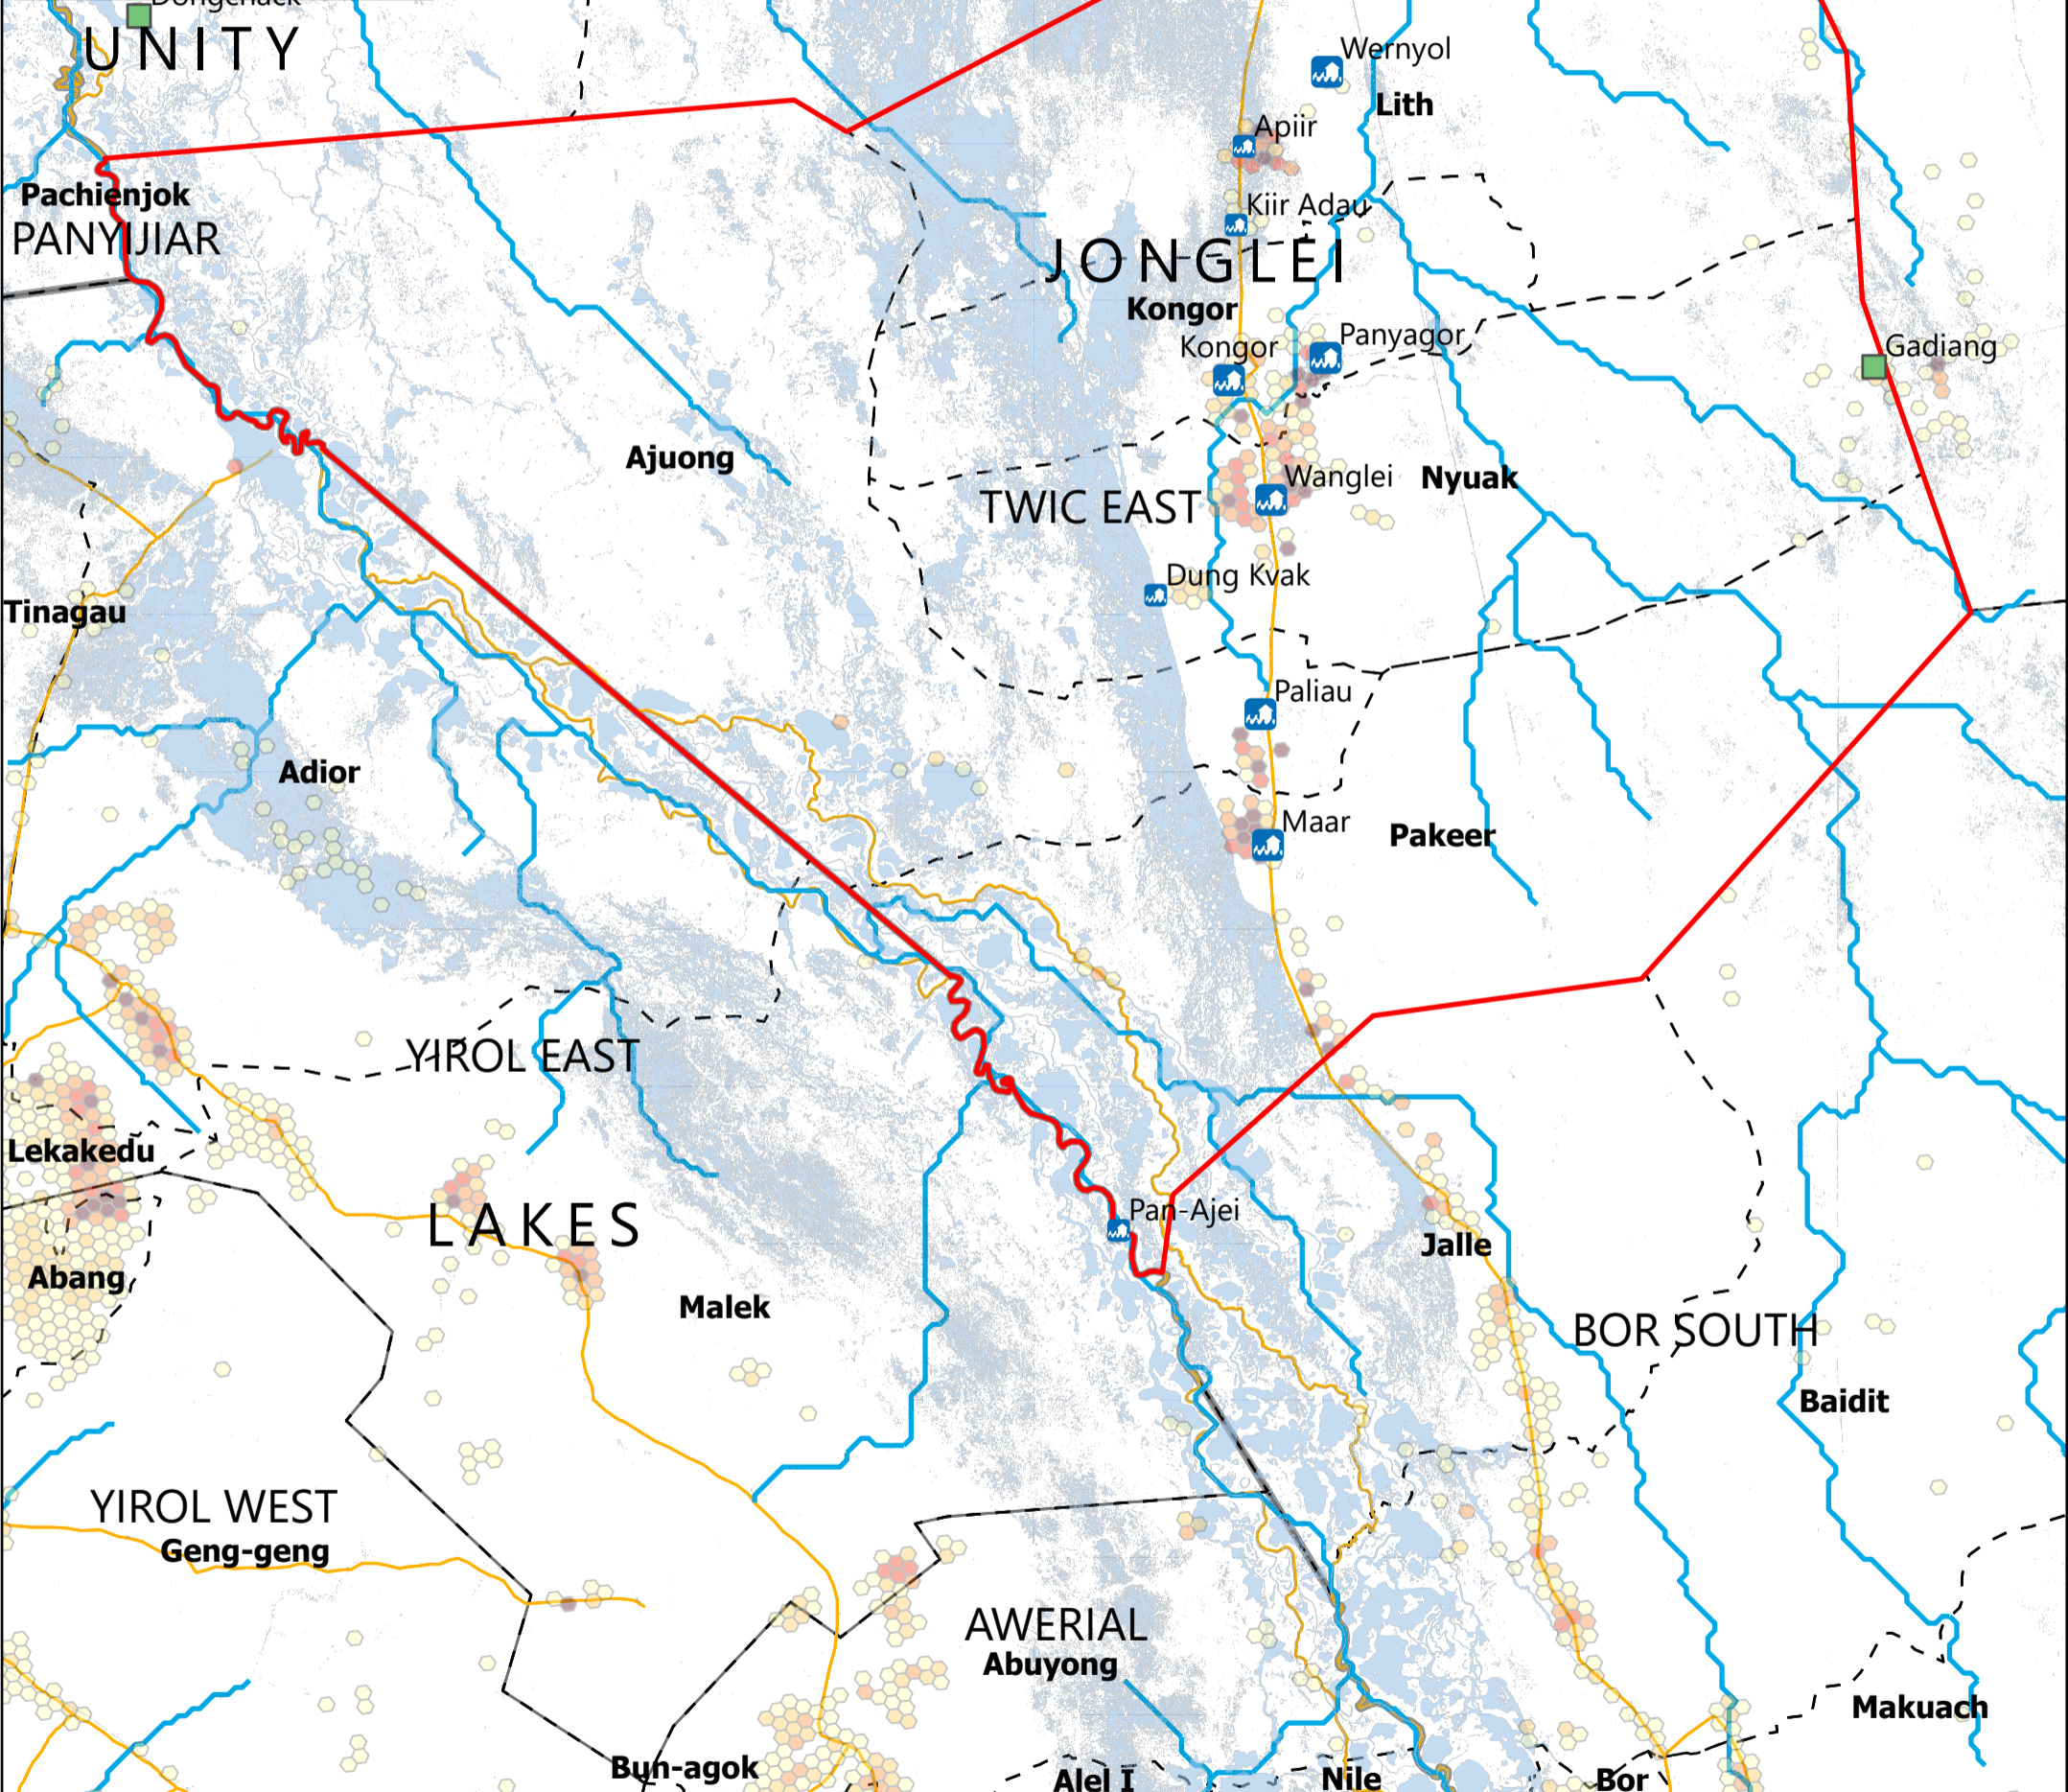 UNITY
Wernyol
Lith
Apiir
Pachienjok
PANYIJIAR
Kiir Adau
JONGLEI
Kongor
Panyagor
Kongor
Gadiang
Ajuong
Wanglei
Nyuak
TWIC EAST
Dung Kvak
Tinagau
Paliau
Adior
Maar
Pakeer
YIROL EAST
Lekakedu
Pan-Ajei
LAKES
Jalle
Abang
Malek
BOR SOUTH
Baidit
YIROL WEST
Geng-geng
AWERIAL
Abuyong
Makuach
Bun-agok
Alel I
Nile
Bor